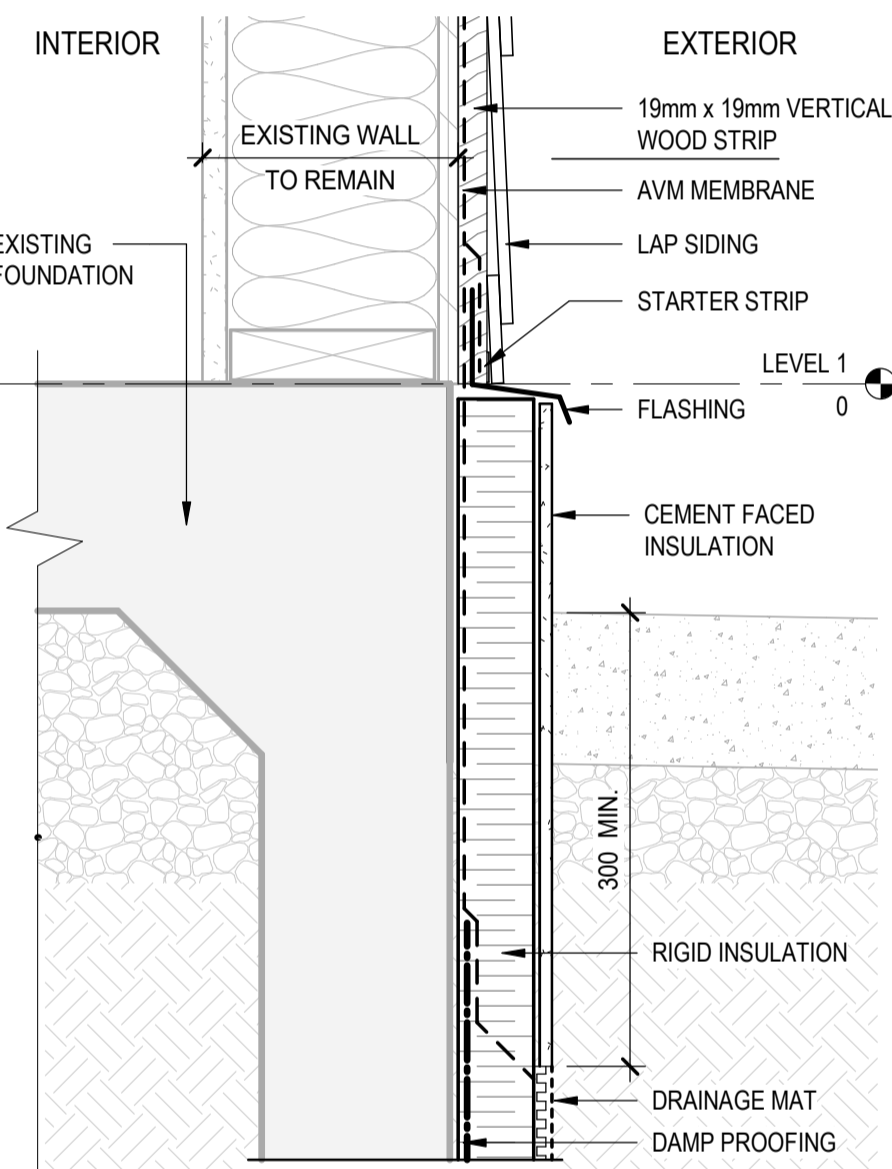 INTERIOR
EXTERIOR
19mm x 19mm VERTICAL
WOOD STRIP
EXISTING WALL
TO REMAIN
AVM MEMBRANE
EXISTING
FOUNDATION
LAP SIDING
STARTER STRIP
LEVEL 1
0
FLASHING
CEMENT FACED
INSULATION
300 MIN.
RIGID INSULATION
DRAINAGE MAT
DAMP PROOFING